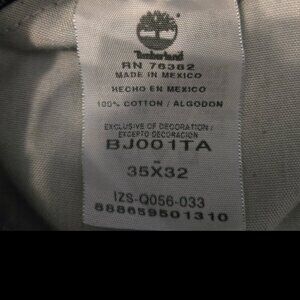 Timberland
RN 76382
MADE IN MEXICO
HECHO EN MEXICO
100% COTTON / ALGODON
EXCLUSIVE OF DECORATION /
EXCEPTO DECORACION
BJ001TA
35X32
IZS-Q056-033
888659501310